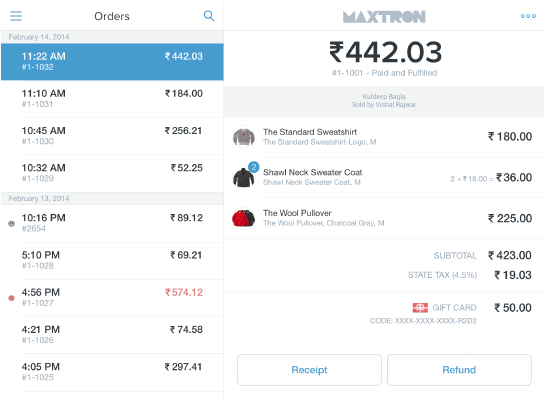 Orders
MAXTRON
February 14, 2014
11:22 AM ₹442.03
#1-1032
11:10 AM ₹184.00
#1-1031
10:45 AM ₹256.21
#1-1030
10:32 AM ₹52.25
#1-1029
February 13, 2014
10:16 PM ₹89.12
#2654
5:10 PM ₹69.21
#1-1028
4:56 PM ₹574.12
#1-1027
4:21 PM ₹74.58
#1-1026
4:05 PM ₹297.41
#1-1025
₹442.03
#1-1001 - Paid and Fulfilled
Kuldeep Bagla
Sold by Vishal Rajwar
The Standard Sweatshirt ₹180.00
The Standard Sweatshirt-Logo, M
2
Shawl Neck Sweater Coat 2 × ₹18.00 = ₹36.00
Shawl Neck Sweater Coat, M
The Wool Pullover ₹225.00
The Wool Pullover, Charcoal Gray, M
SUBTOTAL ₹423.00
STATE TAX (4.5%) ₹19.03
GIFT CARD ₹50.00
CODE: XXXX-XXXX-XXXX-R2D2
Receipt
Refund